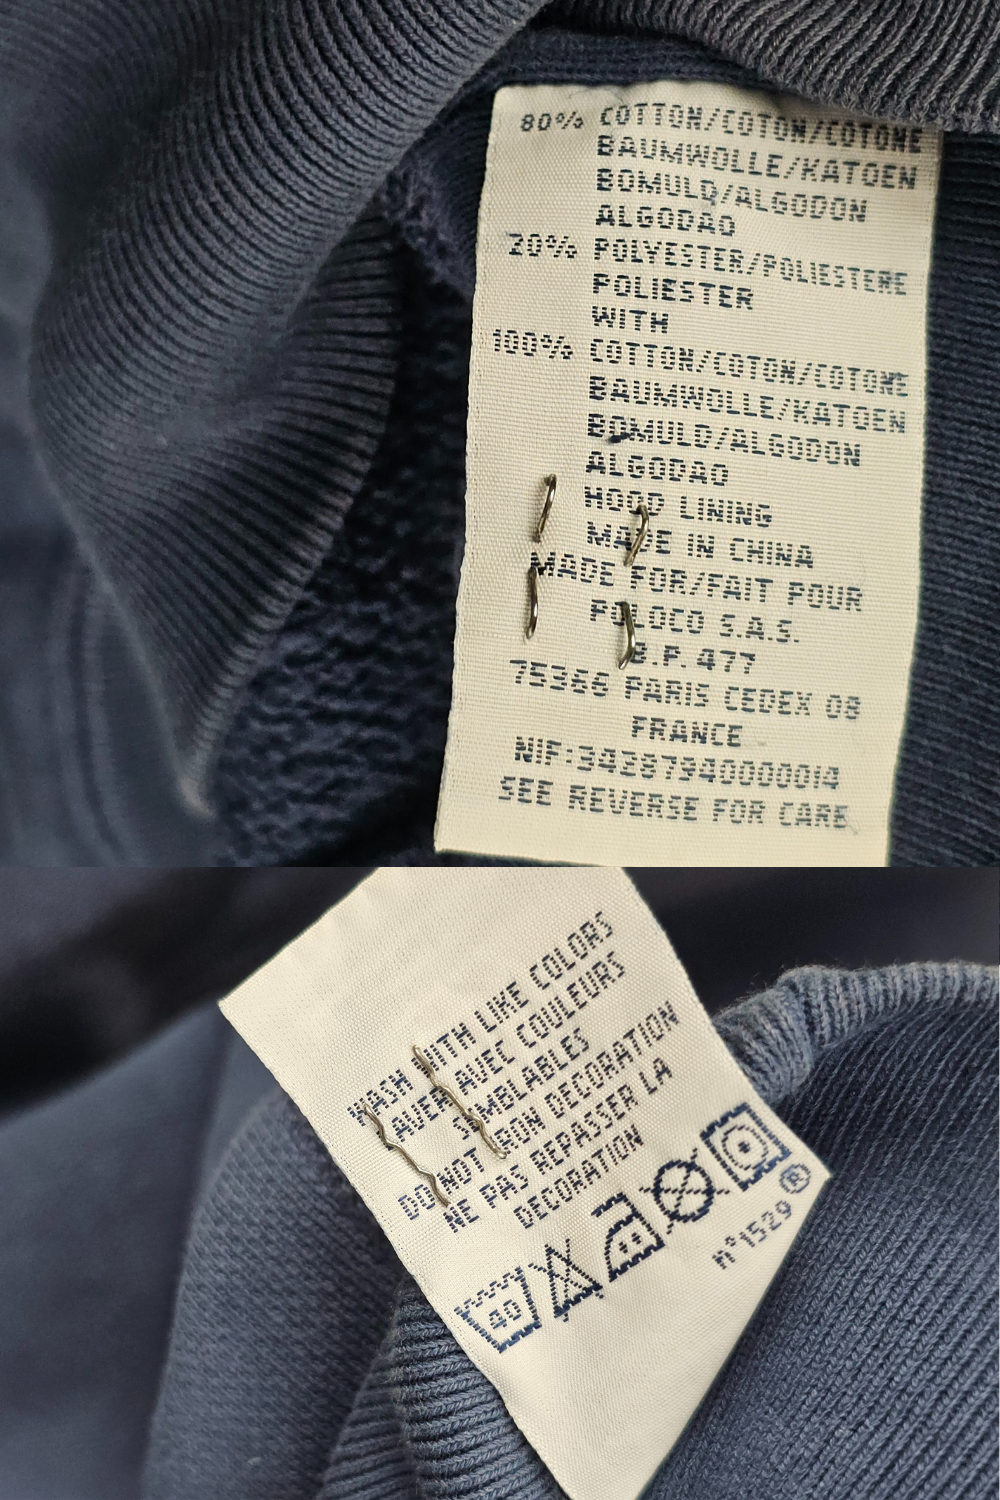 80% COTTON/COTON/COTONE
BAUMWOLLE/KATOEN
BOMULD/ALGODON
ALGODAO
20% POLYESTER/POLIESTERE
POLIESTER
WITH
100% COTTON/COTON/COTONE
BAUMWOLLE/KATOEN
BOMULD/ALGODON
ALGODAO
HOOD LINING
MADE IN CHINA
MADE FOR/FAIT POUR
POLOCO S.A.S.
B.P. 477
75366 PARIS CEDEX 08
FRANCE
NIF:34287940000014
SEE REVERSE FOR CARE
WASH WITH LIKE COLORS
LAVER AVEC COULEURS
SEMBLABLES
DO NOT IRON DECORATION
NE PAS REPASSER LA
DECORATION
40
®
N°1529